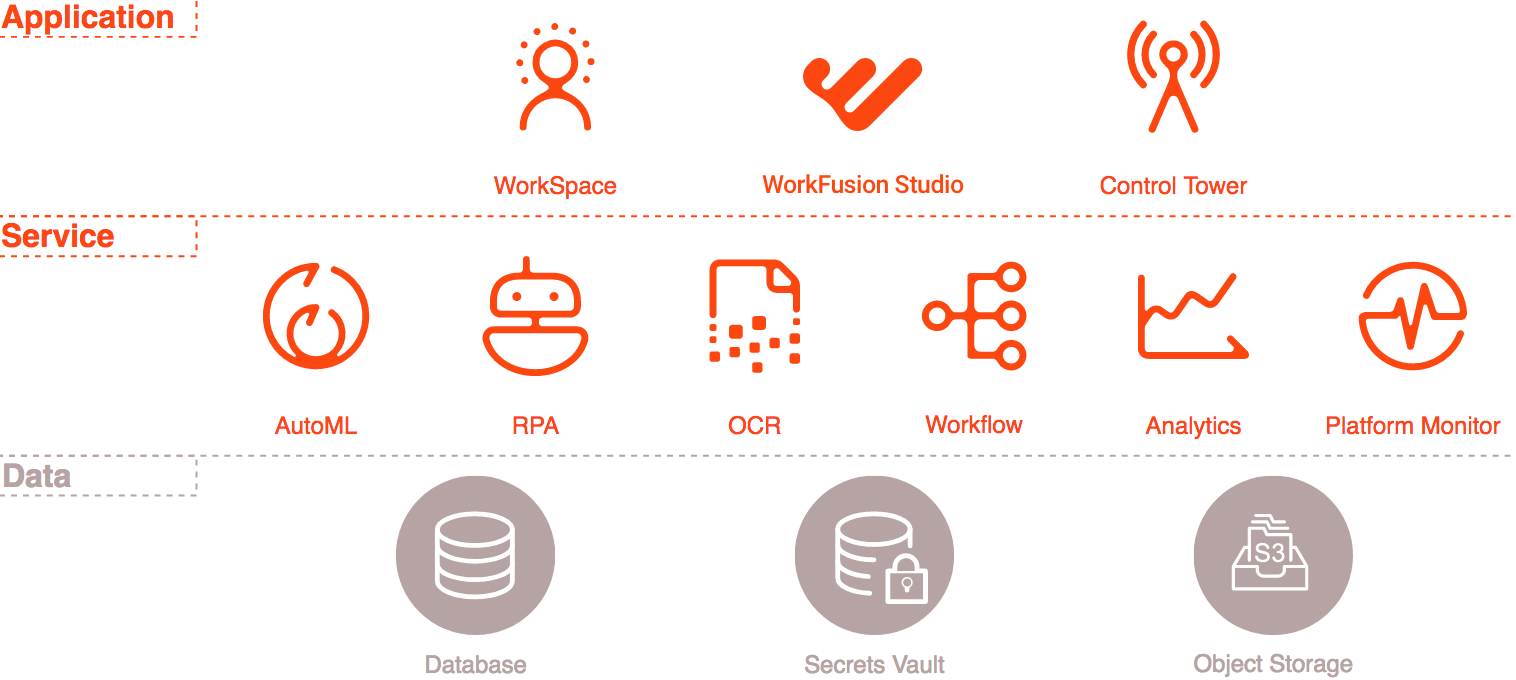 Application
WorkSpace
WorkFusion Studio
Control Tower
Service
AutoML
RPA
OCR
Workflow
Analytics
Platform Monitor
Data
S3
Database
Secrets Vault
Object Storage